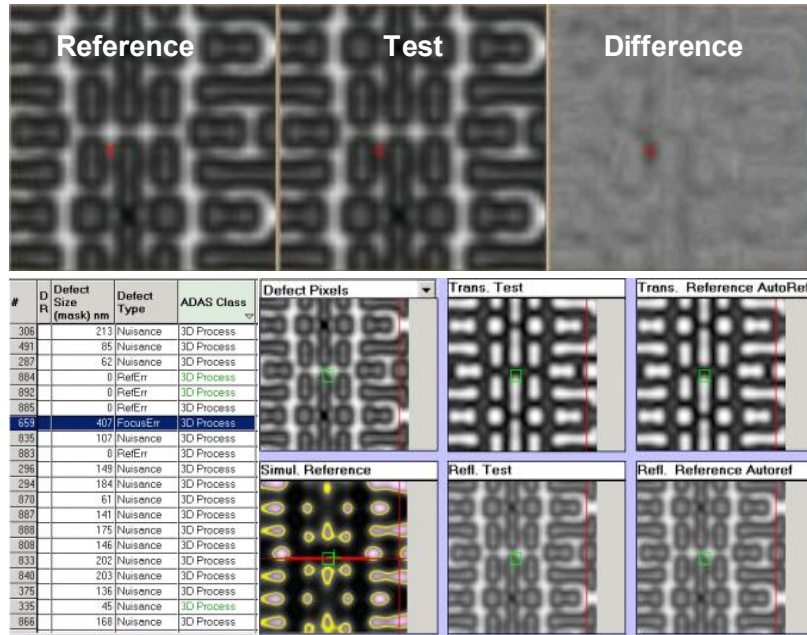 Reference Test Difference
# D R Defect Size (mask) nm Defect Type ADAS Class
306 213 Nuisance 3D Process
491 85 Nuisance 3D Process
287 62 Nuisance 3D Process
884 0 RefErr 3D Process
892 0 RefErr 3D Process
885 0 RefErr 3D Process
659 407 FocusErr 3D Process
835 107 Nuisance 3D Process
883 0 RefErr 3D Process
296 149 Nuisance 3D Process
294 184 Nuisance 3D Process
870 61 Nuisance 3D Process
887 141 Nuisance 3D Process
888 175 Nuisance 3D Process
808 146 Nuisance 3D Process
833 202 Nuisance 3D Process
840 203 Nuisance 3D Process
375 136 Nuisance 3D Process
335 45 Nuisance 3D Process
866 168 Nuisance 3D Process
Defect Pixels Trans. Test Trans. Reference AutoRef
Simul. Reference Refl. Test Refl. Reference Autoref